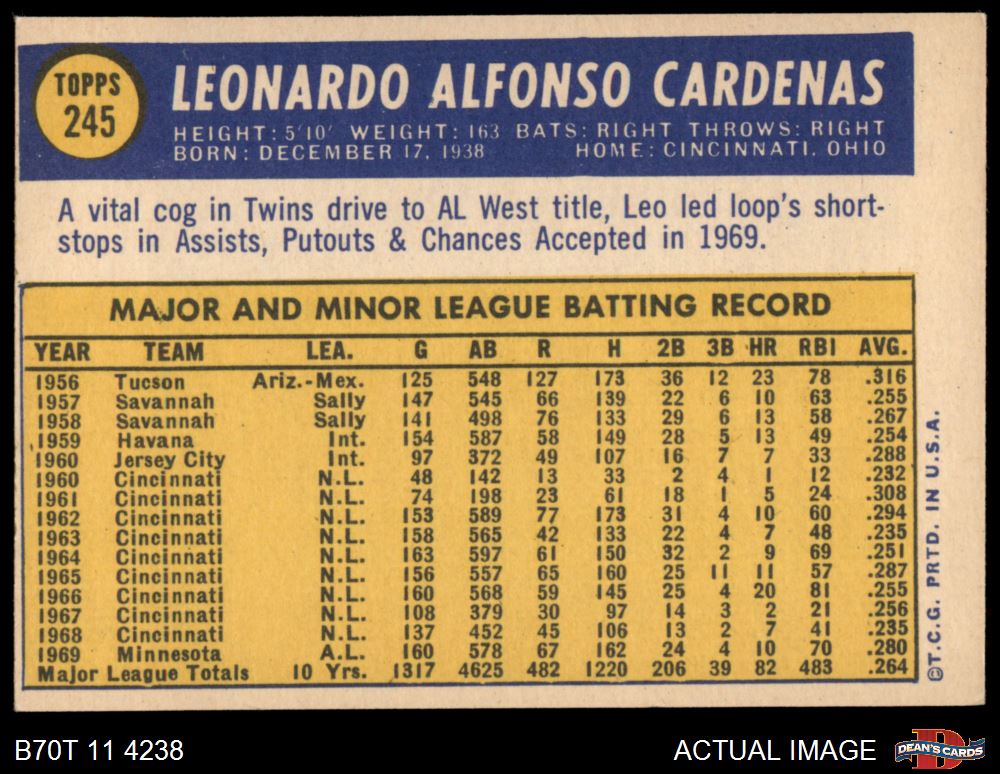 TOPPS
245
LEONARDO ALFONSO CARDENAS
HEIGHT: 5'10' WEIGHT: 163 BATS: RIGHT THROWS: RIGHT
BORN: DECEMBER 17, 1938 HOME: CINCINNATI, OHIO
A vital cog in Twins drive to AL West title, Leo led loop's short-
stops in Assists, Putouts & Chances Accepted in 1969.
MAJOR AND MINOR LEAGUE BATTING RECORD
YEAR TEAM LEA. G AB R H 2B 3B HR RBI AVG.
1956 Tucson Ariz.-Mex. 125 548 127 173 36 12 23 78 .316
1957 Savannah Sally 147 545 66 139 22 6 10 63 .255
1958 Savannah Sally 141 498 76 133 29 6 13 58 .267
1959 Havana Int. 154 587 58 149 28 5 13 49 .254
1960 Jersey City Int. 97 372 49 107 16 7 7 33 .288
1960 Cincinnati N.L. 48 142 13 33 2 4 1 12 .232
1961 Cincinnati N.L. 74 198 23 61 18 1 5 24 .308
1962 Cincinnati N.L. 153 589 77 173 31 4 10 60 .294
1963 Cincinnati N.L. 158 565 42 133 22 4 7 48 .235
1964 Cincinnati N.L. 163 597 61 150 32 2 9 69 .251
1965 Cincinnati N.L. 156 557 65 160 25 11 11 57 .287
1966 Cincinnati N.L. 160 568 59 145 25 4 20 81 .255
1967 Cincinnati N.L. 108 379 30 97 14 3 2 21 .256
1968 Cincinnati N.L. 137 452 45 106 13 2 7 41 .235
1969 Minnesota A.L. 160 578 67 162 24 4 10 70 .280
Major League Totals 10 Yrs. 1317 4625 482 1220 206 39 82 483 .264
©T.C.G. PRTD. IN U.S.A.
B70T 11 4238
ACTUAL IMAGE
D
DEAN'S CARDS